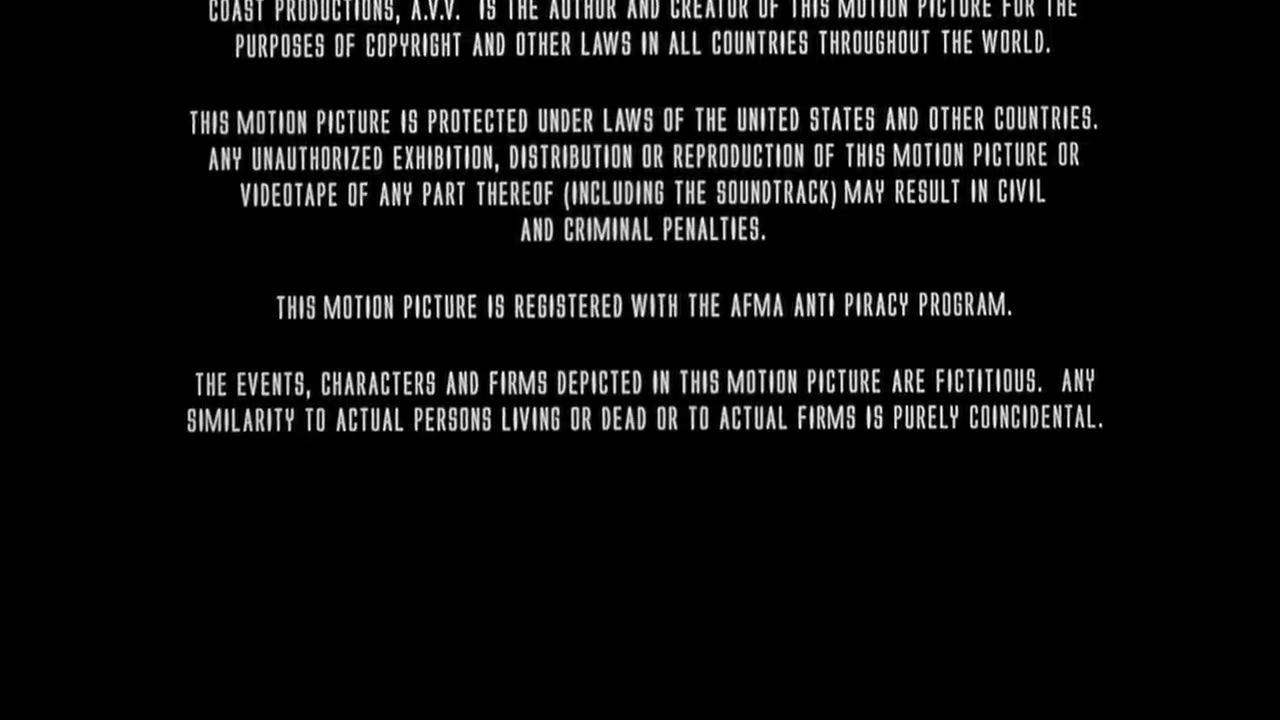 COAST PRODUCTIONS, A.V.V. IS THE AUTHOR AND CREATOR OF THIS MOTION PICTURE FOR THE
PURPOSES OF COPYRIGHT AND OTHER LAWS IN ALL COUNTRIES THROUGHOUT THE WORLD.
THIS MOTION PICTURE IS PROTECTED UNDER LAWS OF THE UNITED STATES AND OTHER COUNTRIES.
ANY UNAUTHORIZED EXHIBITION, DISTRIBUTION OR REPRODUCTION OF THIS MOTION PICTURE OR
VIDEOTAPE OF ANY PART THEREOF (INCLUDING THE SOUNDTRACK) MAY RESULT IN CIVIL
AND CRIMINAL PENALTIES.
THIS MOTION PICTURE IS REGISTERED WITH THE AFMA ANTI PIRACY PROGRAM.
THE EVENTS, CHARACTERS AND FIRMS DEPICTED IN THIS MOTION PICTURE ARE FICTITIOUS. ANY
SIMILARITY TO ACTUAL PERSONS LIVING OR DEAD OR TO ACTUAL FIRMS IS PURELY COINCIDENTAL.